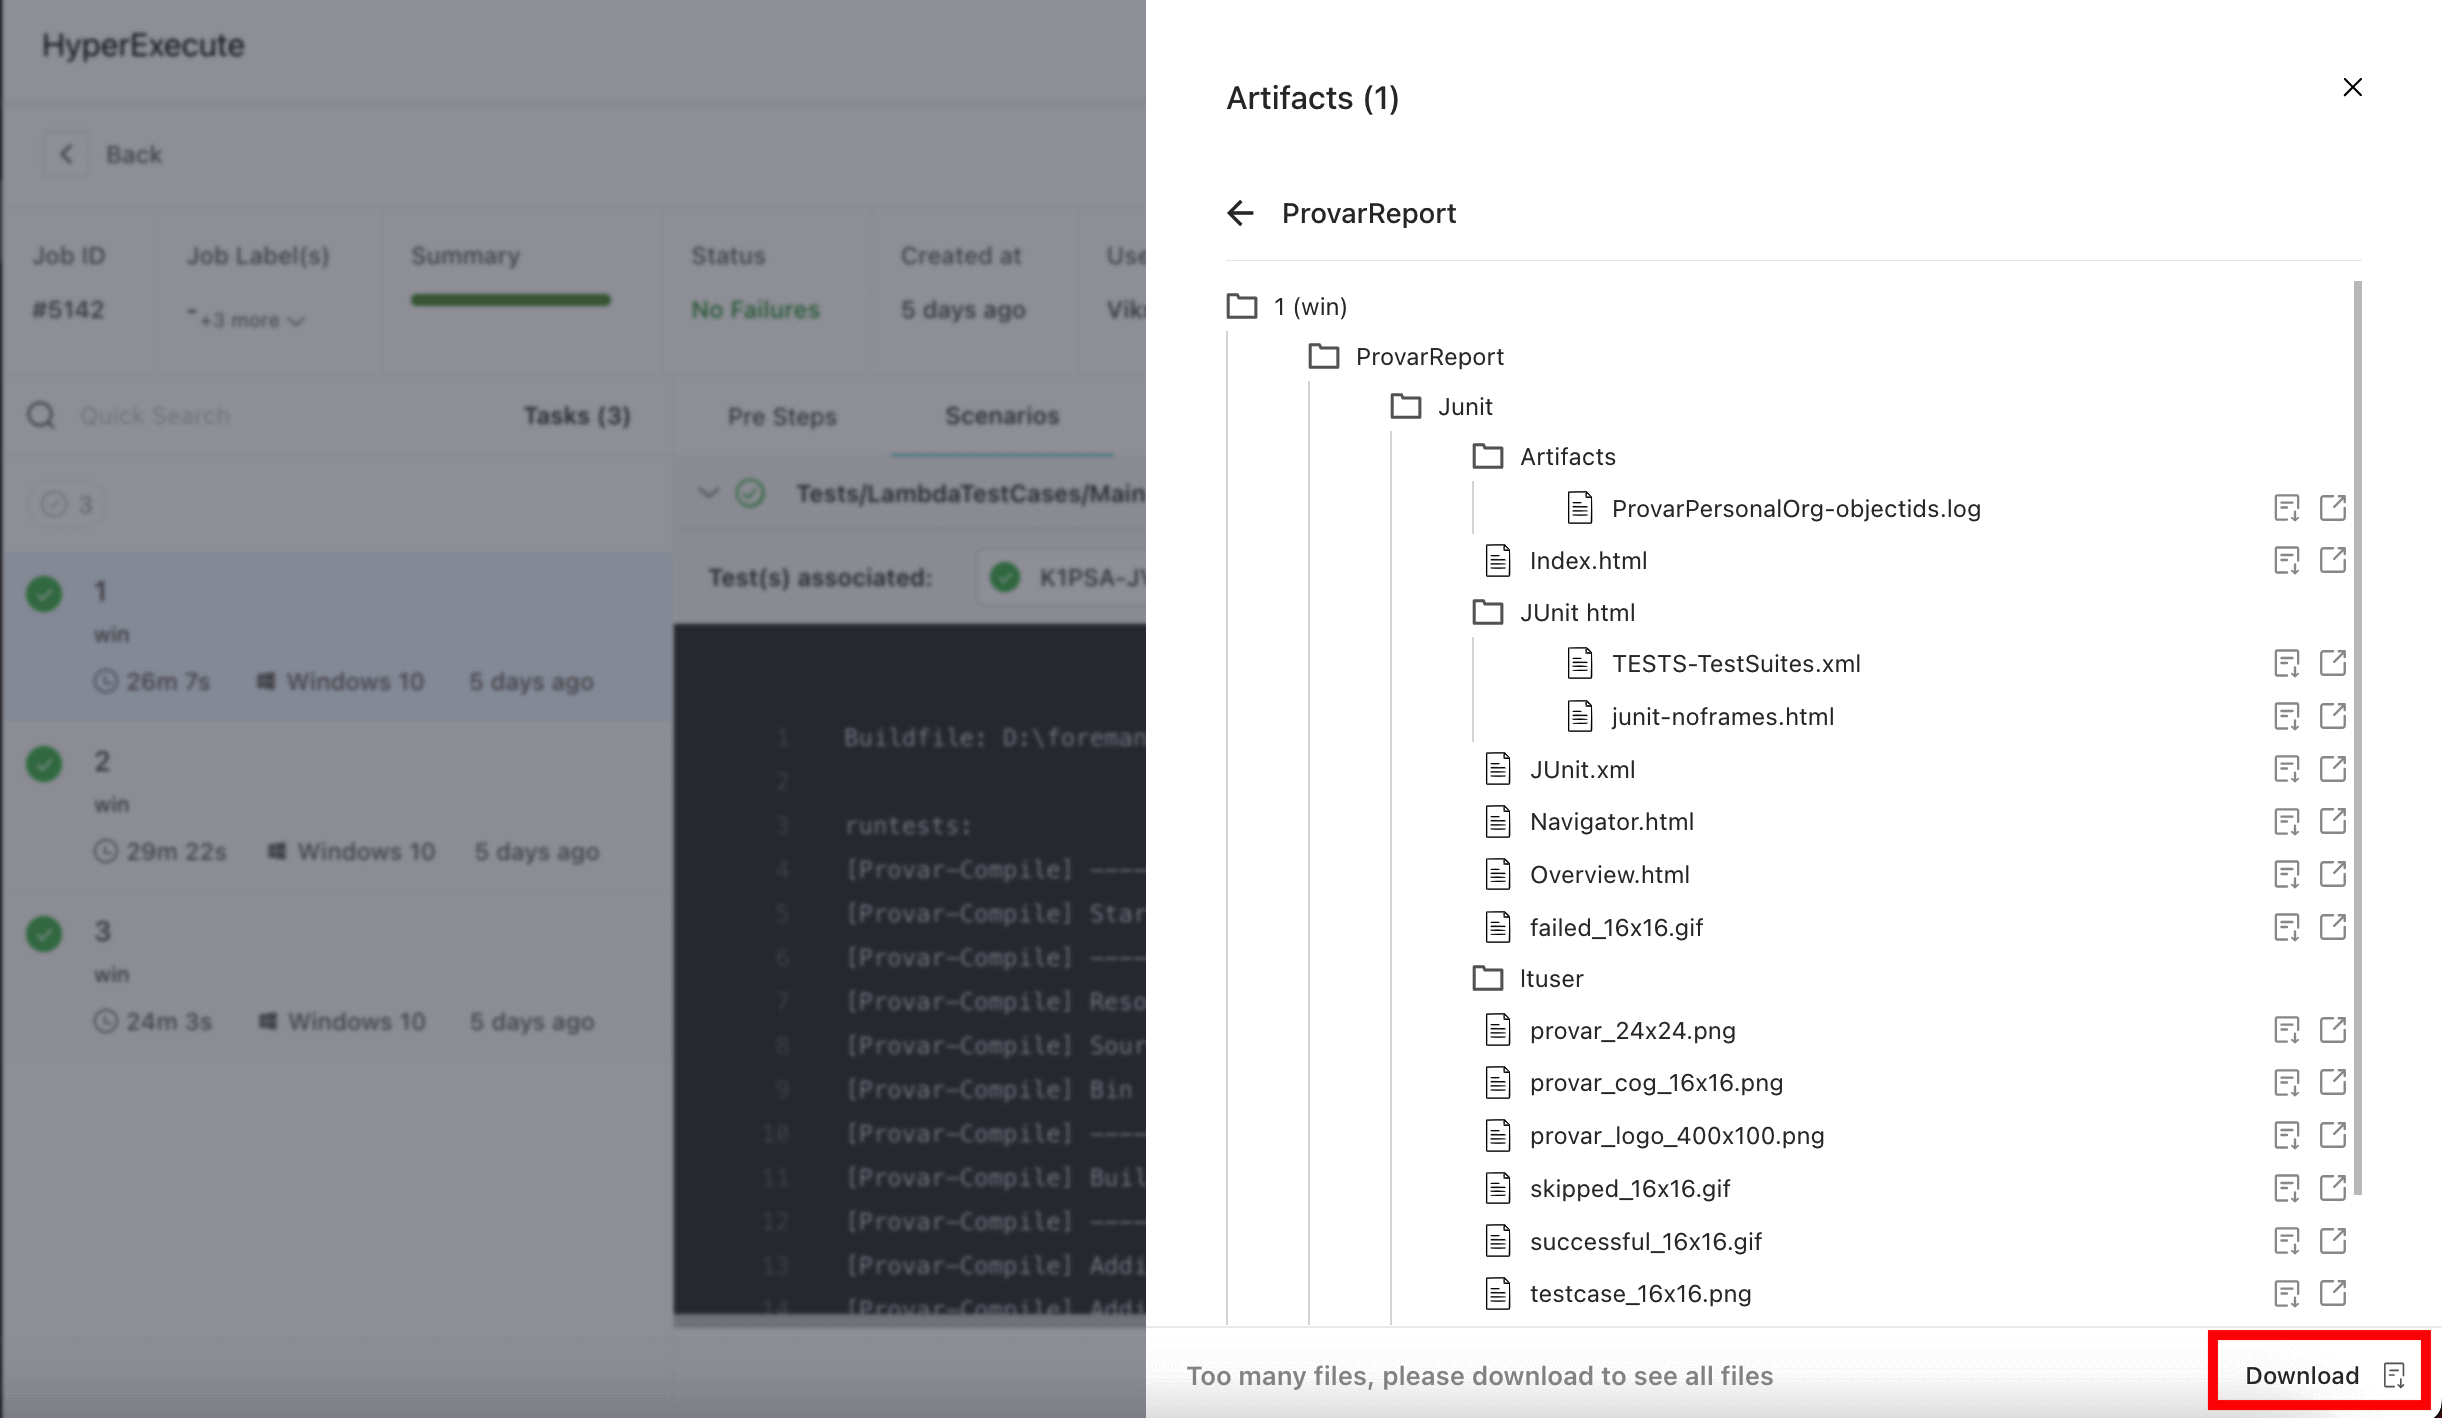 HyperExecute
Back
Job ID
#5142
Job Label(s)
- +3 more
Summary
Status
No Failures
Created at
5 days ago
Quick Search
Tasks (3)
3
1
win
26m 7s Windows 10 5 days ago
2
win
29m 22s Windows 10 5 days ago
3
win
24m 3s Windows 10 5 days ago
Pre Steps
Scenarios
Tests/LambdaTestCases/Main
Test(s) associated:
1 Buildfile: D:\foreman
2
3 runtests:
4 [Provar-Compile] ----
5 [Provar-Compile] Star
6 [Provar-Compile] ----
7 [Provar-Compile] Reso
8 [Provar-Compile] Sour
9 [Provar-Compile] Bin
10 [Provar-Compile] ----
11 [Provar-Compile] Buil
12 [Provar-Compile] ----
13 [Provar-Compile] Addi
14 [Provar-Compile] Addi
Artifacts (1)
ProvarReport
1 (win)
ProvarReport
Junit
Artifacts
ProvarPersonalOrg-objectids.log
Index.html
JUnit html
TESTS-TestSuites.xml
junit-noframes.html
JUnit.xml
Navigator.html
Overview.html
failed_16x16.gif
ltuser
provar_24x24.png
provar_cog_16x16.png
provar_logo_400x100.png
skipped_16x16.gif
successful_16x16.gif
testcase_16x16.png
Too many files, please download to see all files
Download